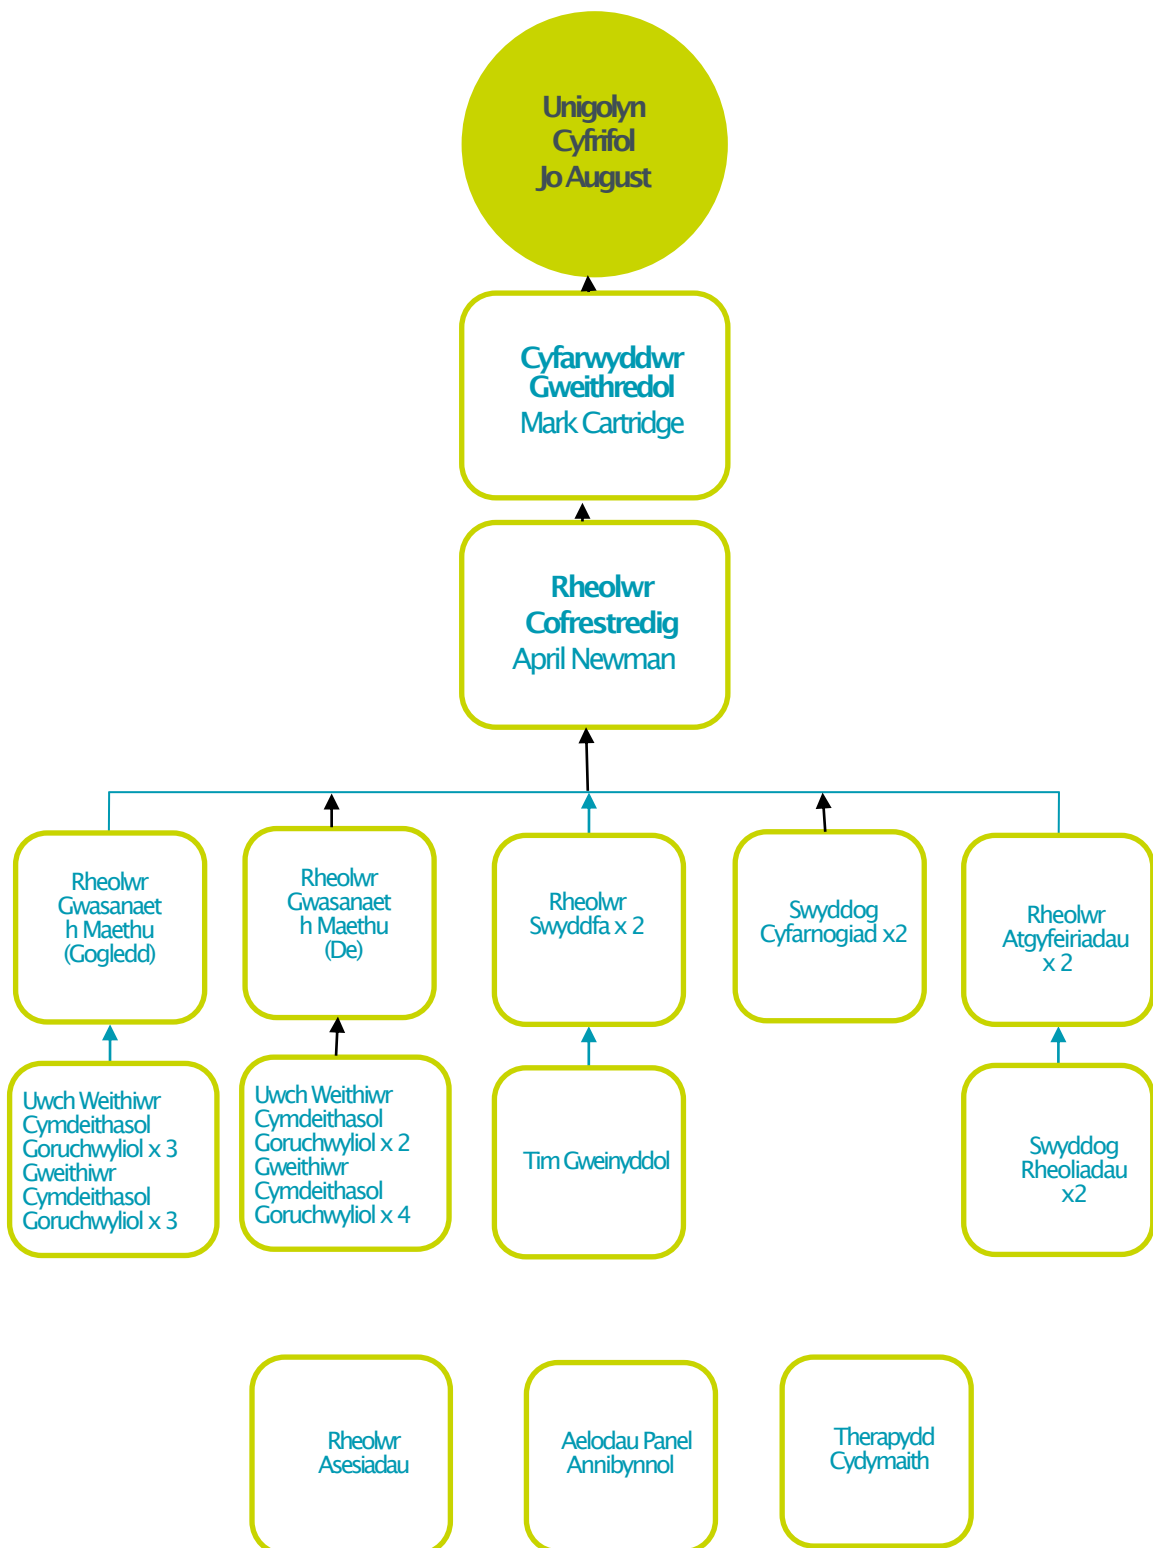 Unigolyn
Cyfrifol
Jo August
Cyfarwyddwr
Gweithredol
Mark Cartridge
Rheolwr
Cofrestredig
April Newman
Rheolwr
Gwasanaet
h Maethu
(Gogledd)
Rheolwr
Gwasanaet
h Maethu
(De)
Rheolwr
Swyddfa x 2
Swyddog
Cyfarnogiad x2
Rheolwr
Atgyfeiriadau
x 2
Uwch Weithiwr
Cymdeithasol
Goruchwyliol x 3
Gweithiwr
Cymdeithasol
Goruchwyliol x 3
Uwch Weithiwr
Cymdeithasol
Goruchwyliol x 2
Gweithiwr
Cymdeithasol
Goruchwyliol x 4
Tim Gweinyddol
Swyddog
Rheoliadau
x2
Rheolwr
Asesiadau
Aelodau Panel
Annibynnol
Therapydd
Cydymaith